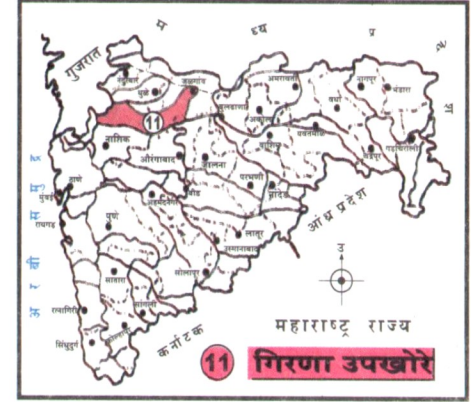 म ध्य प्र दे श
गुजरात
नंदुरबार
धुळे
जळगांव
11
नाशिक
बुलडाणा
अकोला
अमरावती
नागपूर
भंडारा
वर्धा
यवतमाळ
चंद्रपूर
गडचिरोली
वाशिम
औरंगाबाद
जालना
परभणी
नांदेड
ठाणे
मुंबई
रायगड
पुणे
अहमदनगर
बीड
लातूर
उस्मानाबाद
सोलापूर
सातारा
सांगली
रत्नागिरी
कोल्हापूर
सिंधुदुर्ग
अ र बी स मु द्र
आंध्र प्रदेश
कर्नाटक
उ
महाराष्ट्र राज्य
11 गिरणा उपखोरे